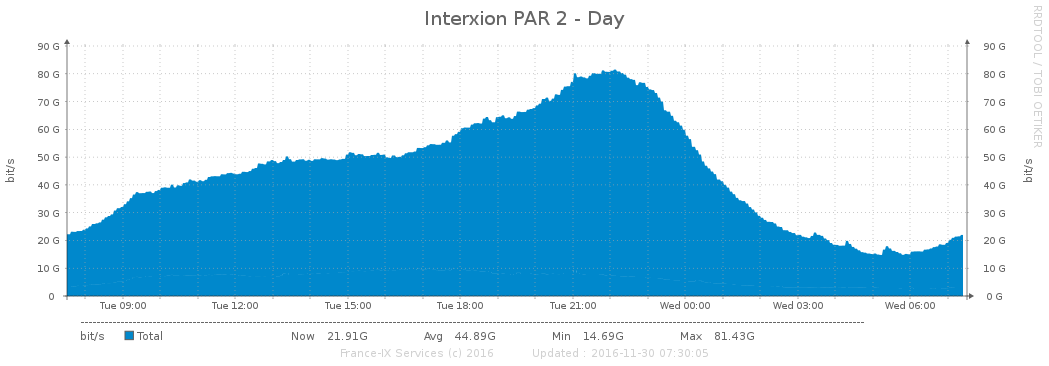 Interxion PAR 2 - Day
RRDTOOL / TOBI OETIKER
bit/s
90 G
80 G
70 G
60 G
50 G
40 G
30 G
20 G
10 G
0
90 G
80 G
70 G
60 G
50 G
40 G
30 G
20 G
10 G
0 G
bit/s
Tue 09:00 Tue 12:00 Tue 15:00 Tue 18:00 Tue 21:00 Wed 00:00 Wed 03:00 Wed 06:00
bit/s Total Now 21.91G Avg 44.89G Min 14.69G Max 81.43G
France-IX Services (c) 2016 Updated : 2016-11-30 07:30:05